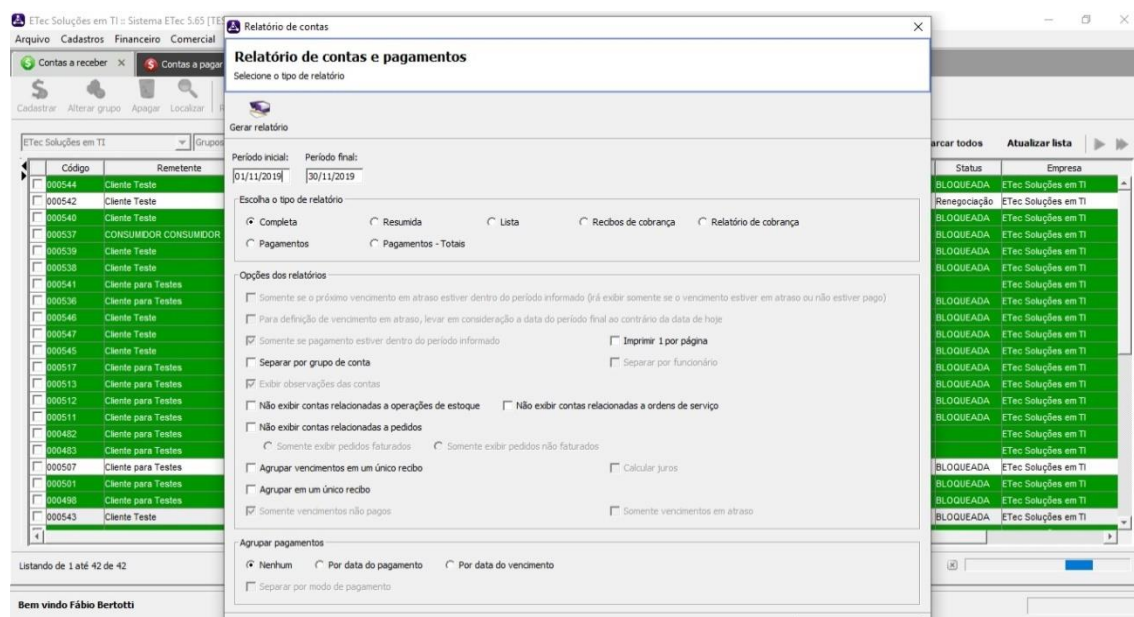 ETec Soluções em TI :: Sistema ETec 5.65 [TES
Relatório de contas
Arquivo Cadastros Financeiro Comercial
Contas a receber
Contas a pagar
Relatório de contas e pagamentos
Selecione o tipo de relatório
Cadastrar Alterar grupo Apagar Localizar
Gerar relatório
ETec Soluções em TI
Grupos
arcar todos Atualizar lista
Período inicial: Período final:
01/11/2019 30/11/2019
Código Remetente Status Empresa
000544 Cliente Teste BLOQUEADA ETec Soluções em TI
000542 Cliente Teste Renegociação ETec Soluções em TI
000540 Cliente Teste BLOQUEADA ETec Soluções em TI
000537 CONSUMIDOR CONSUMIDOR BLOQUEADA ETec Soluções em TI
000539 Cliente Teste BLOQUEADA ETec Soluções em TI
000538 Cliente Teste BLOQUEADA ETec Soluções em TI
000541 Cliente para Testes ETec Soluções em TI
000536 Cliente para Testes BLOQUEADA ETec Soluções em TI
000546 Cliente Teste BLOQUEADA ETec Soluções em TI
000547 Cliente Teste BLOQUEADA ETec Soluções em TI
000545 Cliente Teste BLOQUEADA ETec Soluções em TI
000517 Cliente para Testes BLOQUEADA ETec Soluções em TI
000513 Cliente para Testes BLOQUEADA ETec Soluções em TI
000512 Cliente para Testes BLOQUEADA ETec Soluções em TI
000511 Cliente para Testes BLOQUEADA ETec Soluções em TI
000482 Cliente para Testes ETec Soluções em TI
000483 Cliente para Testes ETec Soluções em TI
000507 Cliente para Testes BLOQUEADA ETec Soluções em TI
000501 Cliente para Testes BLOQUEADA ETec Soluções em TI
000498 Cliente para Testes BLOQUEADA ETec Soluções em TI
000543 Cliente Teste BLOQUEADA ETec Soluções em TI
Escolha o tipo de relatório
Completa Resumida Lista Recibos de cobrança Relatório de cobrança
Pagamentos Pagamentos - Totais
Opções dos relatórios
Somente se o próximo vencimento em atraso estiver dentro do período informado (irá exibir somente se o vencimento estiver em atraso ou não estiver pago)
Para definição de vencimento em atraso, levar em consideração a data do período final ao contrário da data de hoje
Somente se pagamento estiver dentro do período informado Imprimir 1 por página
Separar por grupo de conta Separar por funcionário
Exibir observações das contas
Não exibir contas relacionadas a operações de estoque Não exibir contas relacionadas a ordens de serviço
Não exibir contas relacionadas a pedidos
Somente exibir pedidos faturados Somente exibir pedidos não faturados
Agrupar vencimentos em um único recibo Calcular juros
Agrupar em um único recibo
Somente vencimentos não pagos Somente vencimentos em atraso
Agrupar pagamentos
Nenhum Por data do pagamento Por data do vencimento
Separar por modo de pagamento
Listando de 1 até 42 de 42
Bem vindo Fábio Bertotti